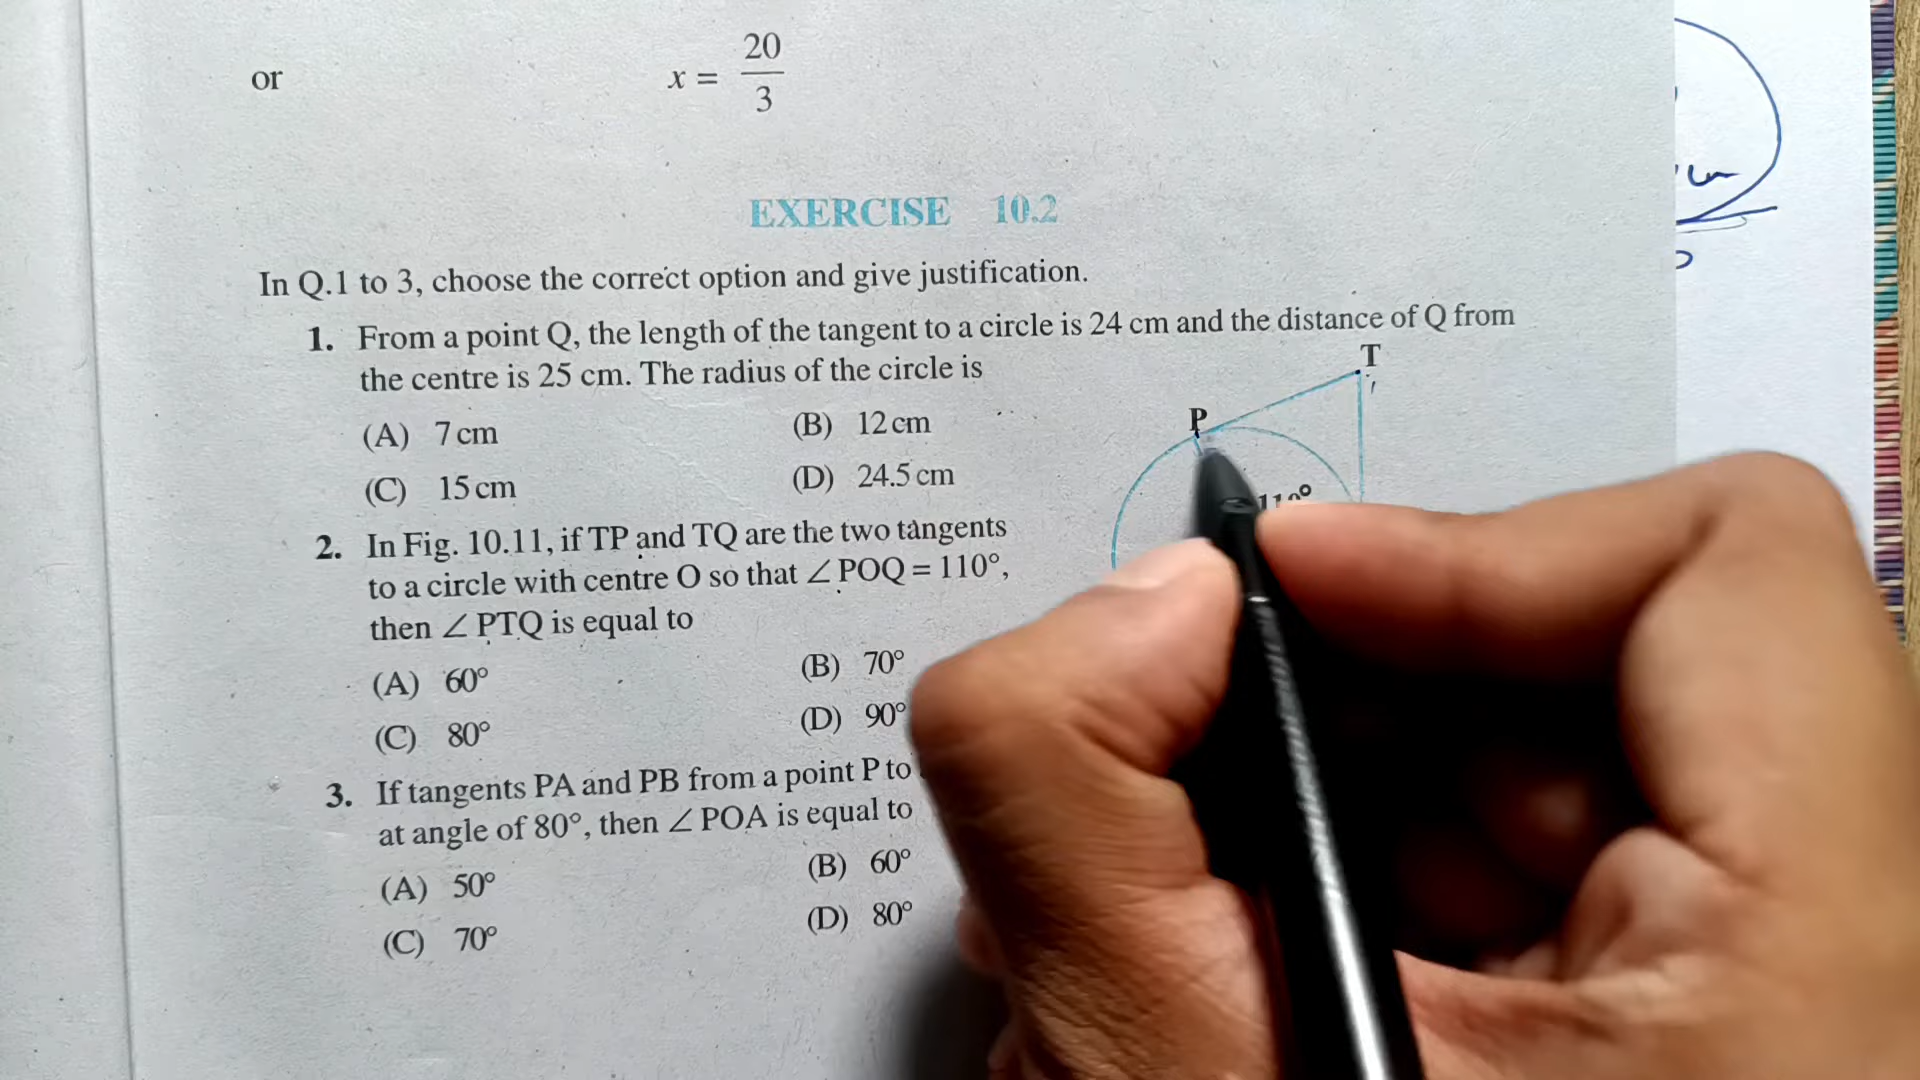 or x = 20/3
EXERCISE 10.2
In Q.1 to 3, choose the correct option and give justification.
1. From a point Q, the length of the tangent to a circle is 24 cm and the distance of Q from
the centre is 25 cm. The radius of the circle is
(A) 7 cm (B) 12 cm
(C) 15 cm (D) 24.5 cm
2. In Fig. 10.11, if TP and TQ are the two tangents
to a circle with centre O so that ∠POQ = 110°,
then ∠PTQ is equal to
(A) 60° (B) 70°
(C) 80° (D) 90°
3. If tangents PA and PB from a point P to
at angle of 80°, then ∠POA is equal to
(A) 50° (B) 60°
(C) 70° (D) 80°
T
P
110°